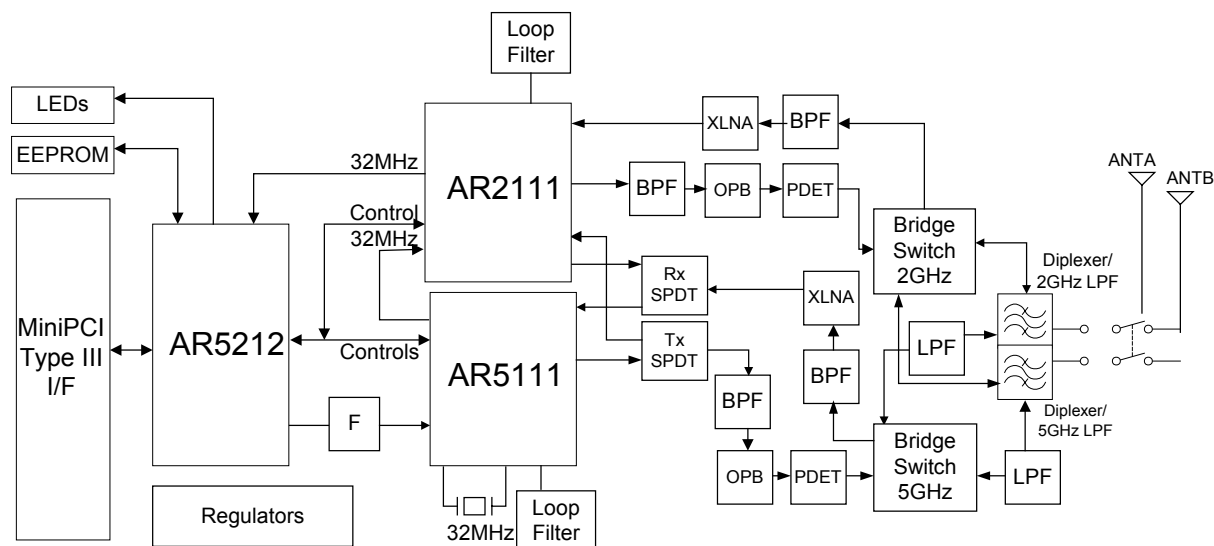 Loop
Filter
LEDs
EEPROM
MiniPCI
Type III
I/F
AR5212
Regulators
32MHz
Control
32MHz
Controls
F
AR2111
AR5111
32MHz
Loop
Filter
XLNA
BPF
BPF
OPB
PDET
Rx
SPDT
Tx
SPDT
XLNA
BPF
BPF
OPB
PDET
Bridge
Switch
2GHz
Bridge
Switch
5GHz
LPF
LPF
Diplexer/
2GHz LPF
Diplexer/
5GHz LPF
ANTA
ANTB